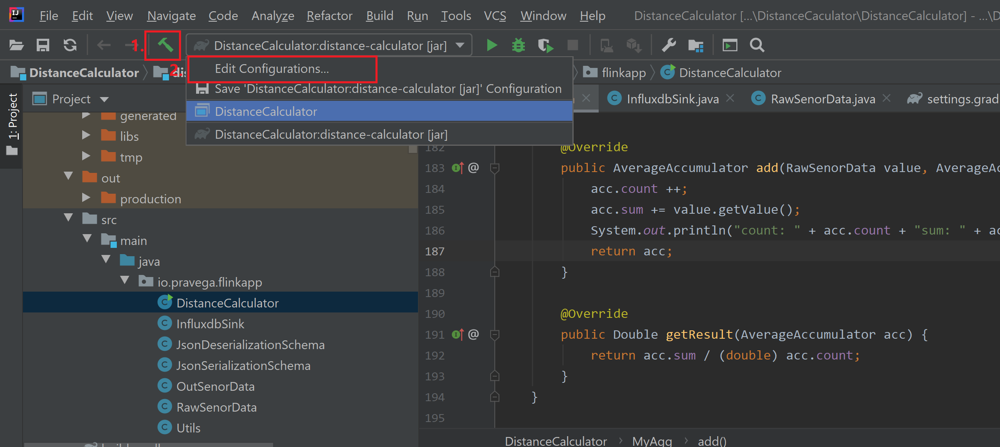 IJ
File Edit View Navigate Code Analyze Refactor Build Run Tools VCS Window Help DistanceCalculator [...\DistanceCaculator\DistanceCalculator] - ...\D
1. DistanceCalculator:distance-calculator [jar]
DistanceCalculator 2. dis Edit Configurations... flinkapp DistanceCalculator
Save 'DistanceCalculator:distance-calculator [jar]' Configuration
DistanceCalculator
DistanceCalculator:distance-calculator [jar]
InfluxdbSink.java RawSenorData.java settings.grad
1: Project
Project
generated
libs
tmp
out
production
src
main
java
io.pravega.flinkapp
DistanceCalculator
InfluxdbSink
JsonDeserializationSchema
JsonSerializationSchema
OutSenorData
RawSenorData
Utils
182 @Override
183 @ public AverageAccumulator add(RawSenorData value, AverageAc
184 acc.count ++;
185 acc.sum += value.getValue();
186 System.out.println("count: " + acc.count + "sum: " + ac
187 return acc;
188 }
189
190 @Override
191 @ public Double getResult(AverageAccumulator acc) {
192 return acc.sum / (double) acc.count;
193 }
194 }
195
DistanceCalculator › MyAgg › add()